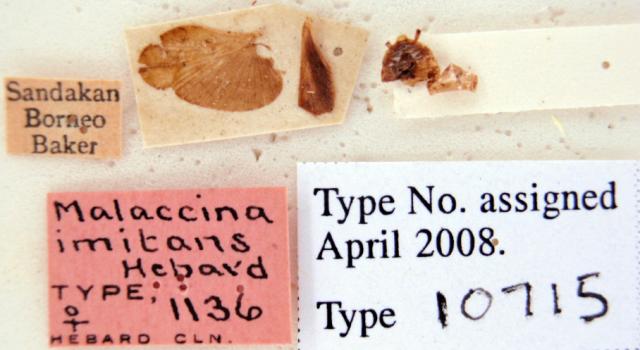 Sandakan
Borneo
Baker
Malaccina
imitans
Hebard
TYPE, 1136
♀
HEBARD CLN.
Type No. assigned
April 2008.
Type 10715